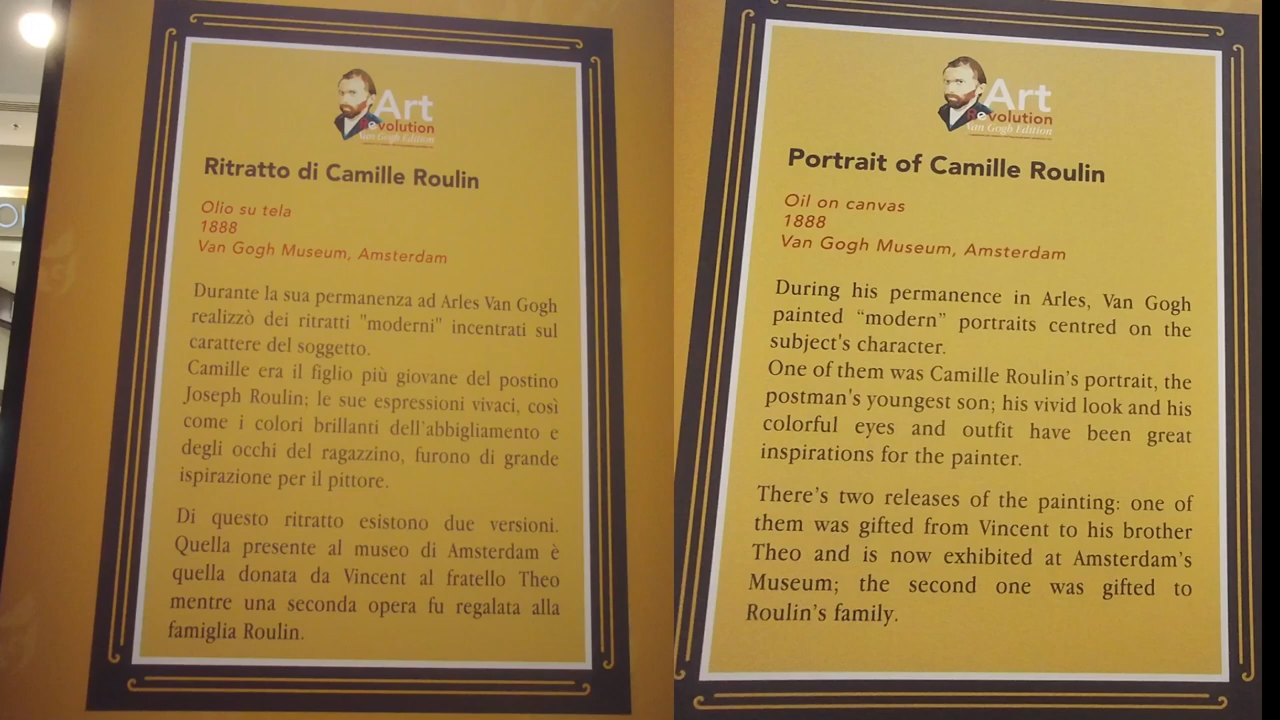 Art
Revolution
Van Gogh Edition
Ritratto di Camille Roulin
Olio su tela
1888
Van Gogh Museum, Amsterdam
Durante la sua permanenza ad Arles Van Gogh
realizzò dei ritratti "moderni" incentrati sul
carattere del soggetto.
Camille era il figlio più giovane del postino
Joseph Roulin; le sue espressioni vivaci, così
come i colori brillanti dell'abbigliamento e
degli occhi del ragazzino, furono di grande
ispirazione per il pittore.
Di questo ritratto esistono due versioni.
Quella presente al museo di Amsterdam è
quella donata da Vincent al fratello Theo
mentre una seconda opera fu regalata alla
famiglia Roulin.
Art
Revolution
Van Gogh Edition
Portrait of Camille Roulin
Oil on canvas
1888
Van Gogh Museum, Amsterdam
During his permanence in Arles, Van Gogh
painted “modern” portraits centred on the
subject's character.
One of them was Camille Roulin's portrait, the
postman's youngest son; his vivid look and his
colorful eyes and outfit have been great
inspirations for the painter.
There's two releases of the painting: one of
them was gifted from Vincent to his brother
Theo and is now exhibited at Amsterdam's
Museum; the second one was gifted to
Roulin's family.